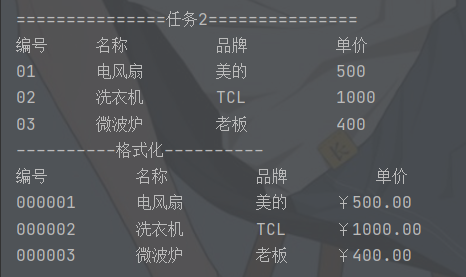 ===============任务2===============
编号 名称 品牌 单价
01 电风扇 美的 500
02 洗衣机 TCL 1000
03 微波炉 老板 400
----------格式化----------
编号 名称 品牌 单价
000001 电风扇 美的 ￥500.00
000002 洗衣机 TCL ￥1000.00
000003 微波炉 老板 ￥400.00